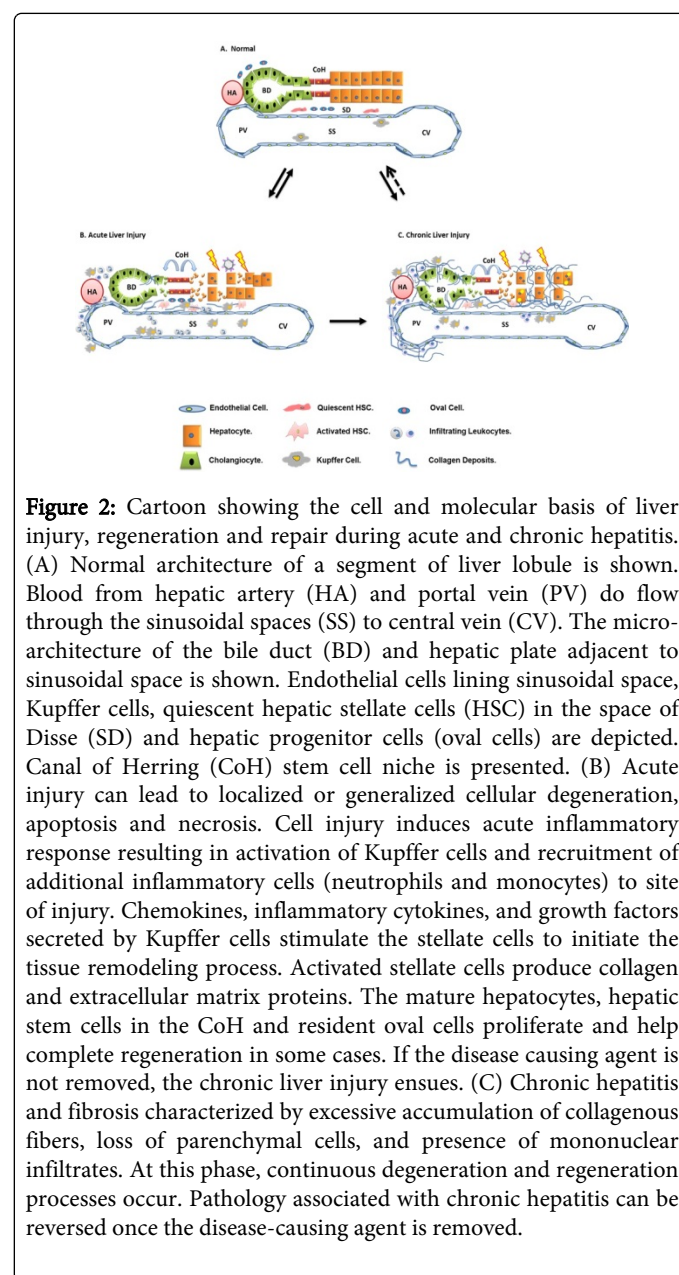 A. Normal
CoH
HA
BD
SD
PV
SS
CV
B. Acute Liver Injury
CoH
HA
BD
PV
SS
CV
C. Chronic Liver Injury
CoH
HA
BD
PV
SS
CV
Endothelial Cell.
Quiescent HSC.
Oval Cell.
Hepatocyte.
Activated HSC.
Infiltrating Leukocytes.
Cholangiocyte.
Kupffer Cell.
Collagen Deposits.
Figure 2: Cartoon showing the cell and molecular basis of liver
injury, regeneration and repair during acute and chronic hepatitis.
(A) Normal architecture of a segment of liver lobule is shown.
Blood from hepatic artery (HA) and portal vein (PV) do flow
through the sinusoidal spaces (SS) to central vein (CV). The micro-
architecture of the bile duct (BD) and hepatic plate adjacent to
sinusoidal space is shown. Endothelial cells lining sinusoidal space,
Kupffer cells, quiescent hepatic stellate cells (HSC) in the space of
Disse (SD) and hepatic progenitor cells (oval cells) are depicted.
Canal of Herring (CoH) stem cell niche is presented. (B) Acute
injury can lead to localized or generalized cellular degeneration,
apoptosis and necrosis. Cell injury induces acute inflammatory
response resulting in activation of Kupffer cells and recruitment of
additional inflammatory cells (neutrophils and monocytes) to site
of injury. Chemokines, inflammatory cytokines, and growth factors
secreted by Kupffer cells stimulate the stellate cells to initiate the
tissue remodeling process. Activated stellate cells produce collagen
and extracellular matrix proteins. The mature hepatocytes, hepatic
stem cells in the CoH and resident oval cells proliferate and help
complete regeneration in some cases. If the disease causing agent is
not removed, the chronic liver injury ensues. (C) Chronic hepatitis
and fibrosis characterized by excessive accumulation of collagenous
fibers, loss of parenchymal cells, and presence of mononuclear
infiltrates. At this phase, continuous degeneration and regeneration
processes occur. Pathology associated with chronic hepatitis can be
reversed once the disease-causing agent is removed.